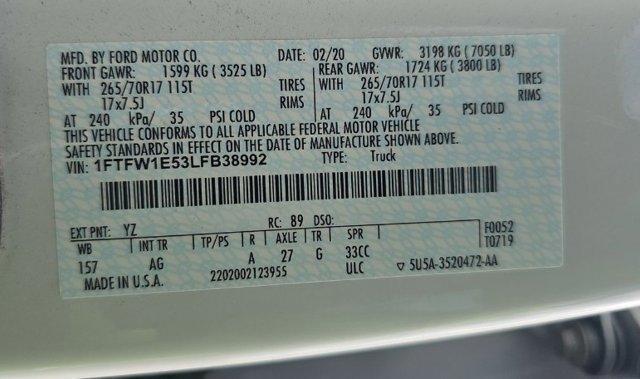 MFD. BY FORD MOTOR CO. DATE: 02/20 GVWR: 3198 KG ( 7050 LB)
FRONT GAWR: 1599 KG ( 3525 LB) REAR GAWR: 1724 KG ( 3800 LB)
WITH 265/70R17 115T TIRES WITH 265/70R17 115T TIRES
17x7.5J RIMS 17x7.5J RIMS
AT 240 kPa/ 35 PSI COLD AT 240 kPa/ 35 PSI COLD
THIS VEHICLE CONFORMS TO ALL APPLICABLE FEDERAL MOTOR VEHICLE
SAFETY STANDARDS IN EFFECT ON THE DATE OF MANUFACTURE SHOWN ABOVE.
VIN: 1FTFW1E53LFB38992 TYPE: Truck
EXT PNT: YZ RC: 89 DSO: F0052
WB INT TR TP/PS R AXLE TR SPR T0719
157 AG A 27 G 33CC
MADE IN U.S.A. 2202002123955 ULC ▽ 5U5A-3520472-AA